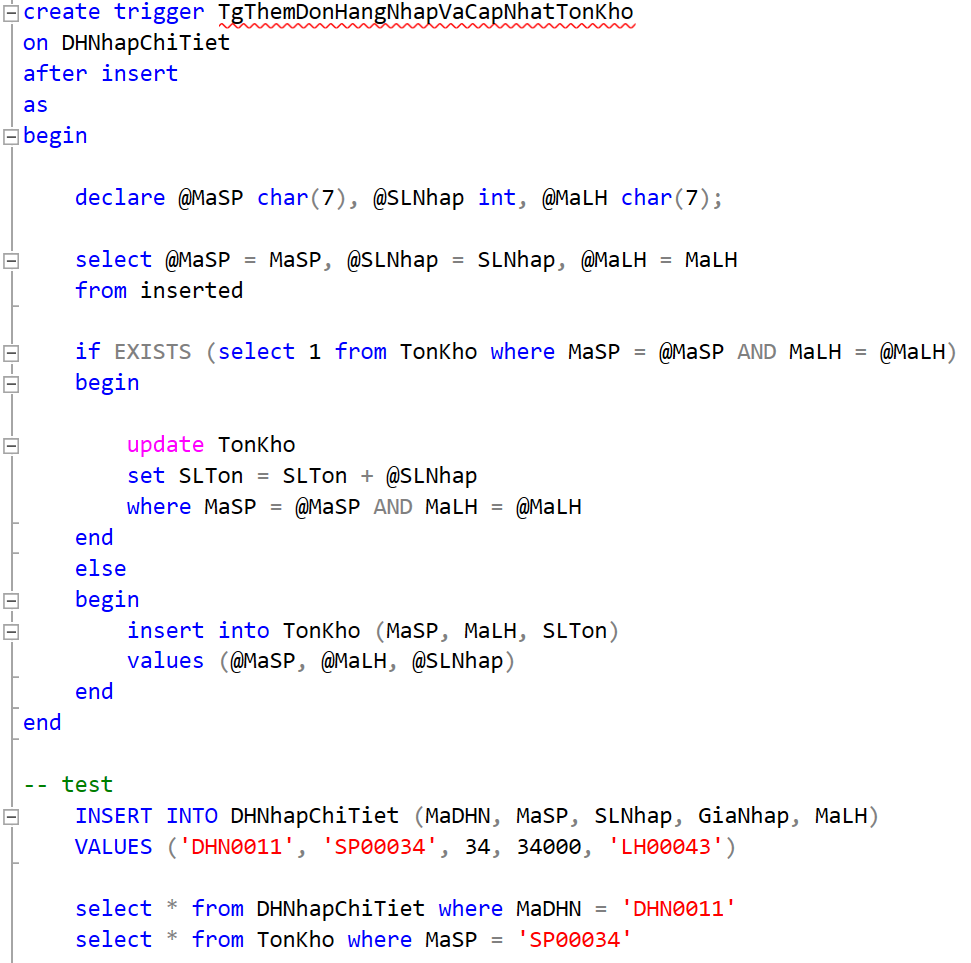 create trigger TgThemDonHangNhapVaCapNhatTonKho
on DHNhapChiTiet
after insert
as
begin
declare @MaSP char(7), @SLNhap int, @MaLH char(7);
select @MaSP = MaSP, @SLNhap = SLNhap, @MaLH = MaLH
from inserted
if EXISTS (select 1 from TonKho where MaSP = @MaSP AND MaLH = @MaLH)
begin
update TonKho
set SLTon = SLTon + @SLNhap
where MaSP = @MaSP AND MaLH = @MaLH
end
else
begin
insert into TonKho (MaSP, MaLH, SLTon)
values (@MaSP, @MaLH, @SLNhap)
end
end
-- test
INSERT INTO DHNhapChiTiet (MaDHN, MaSP, SLNhap, GiaNhap, MaLH)
VALUES ('DHN0011', 'SP00034', 34, 34000, 'LH00043')
select * from DHNhapChiTiet where MaDHN = 'DHN0011'
select * from TonKho where MaSP = 'SP00034'